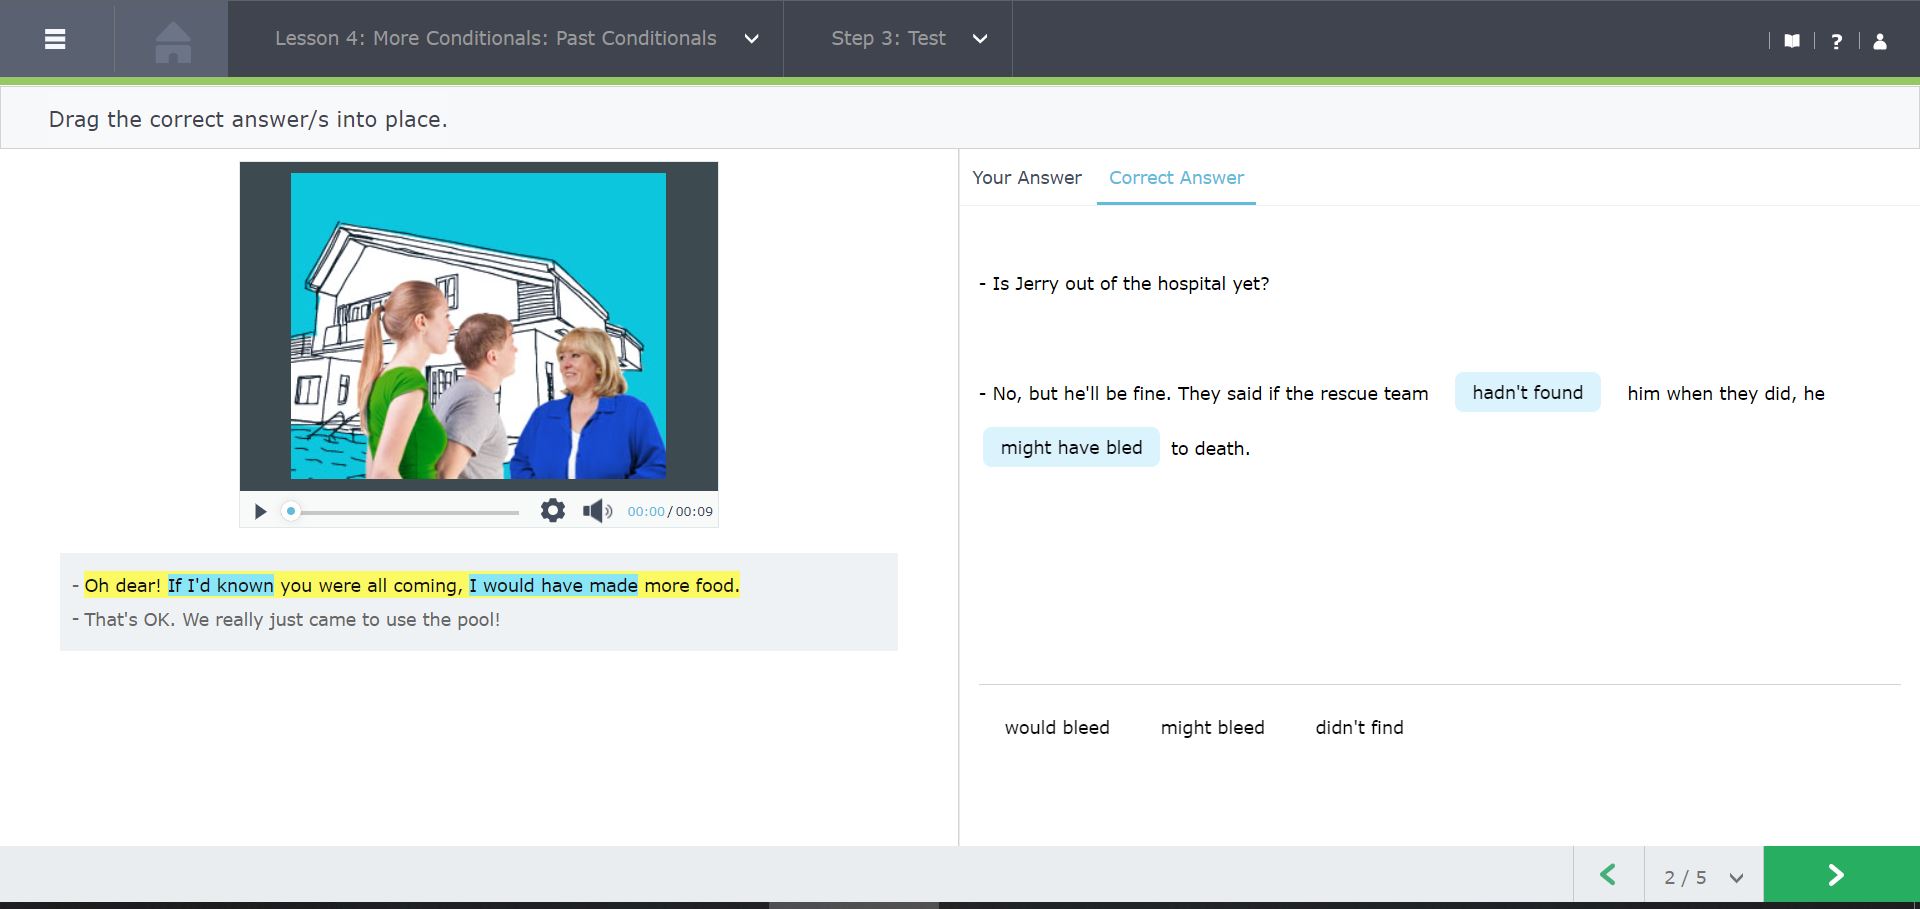 Lesson 4: More Conditionals: Past Conditionals
Step 3: Test
?
Drag the correct answer/s into place.
00:00/00:09
- Oh dear! If I'd known you were all coming, I would have made more food.
- That's OK. We really just came to use the pool!
Your Answer Correct Answer
- Is Jerry out of the hospital yet?
- No, but he'll be fine. They said if the rescue team hadn't found him when they did, he
might have bled to death.
would bleed might bleed didn't find
2 / 5